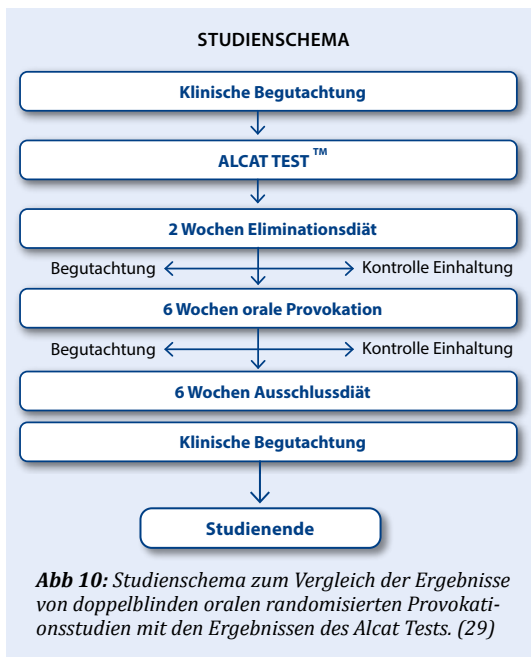 STUDIENSCHEMA
Klinische Begutachtung
ALCAT TEST ™
2 Wochen Eliminationsdiät
Begutachtung Kontrolle Einhaltung
6 Wochen orale Provokation
Begutachtung Kontrolle Einhaltung
6 Wochen Ausschlussdiät
Klinische Begutachtung
Studienende
Abb 10: Studienschema zum Vergleich der Ergebnisse
von doppelblinden oralen randomisierten Provokati-
onsstudien mit den Ergebnissen des Alcat Tests. (29)